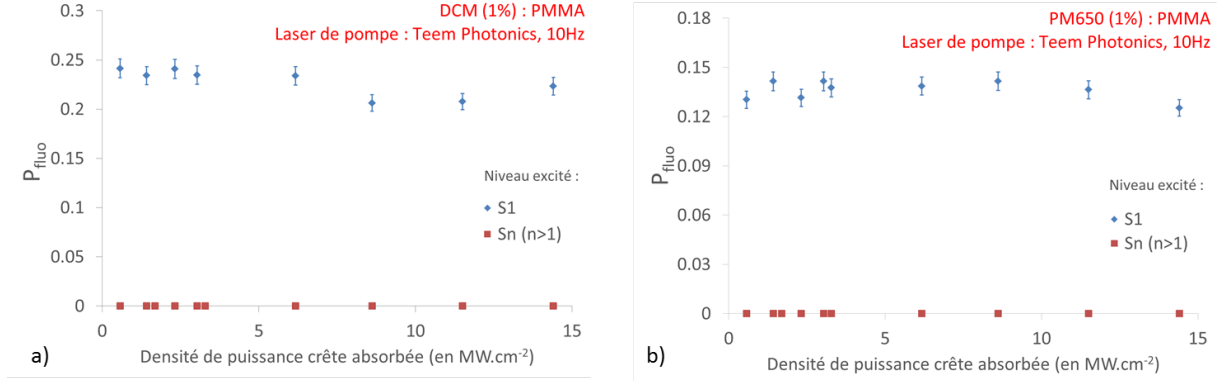 DCM (1%) : PMMA
Laser de pompe : Teem Photonics, 10Hz
0.3
0.25
0.2
0.15
0.1
0.05
0
P_fluo
Niveau excité :
S1
Sn (n>1)
0 5 10 15
Densité de puissance crête absorbée (en MW.cm⁻²)
a)
PM650 (1%) : PMMA
Laser de pompe : Teem Photonics, 10Hz
0.18
0.15
0.12
0.09
0.06
0.03
0
P_fluo
Niveau excité :
S1
Sn (n>1)
0 5 10 15
Densité de puissance crête absorbée (en MW.cm⁻²)
b)